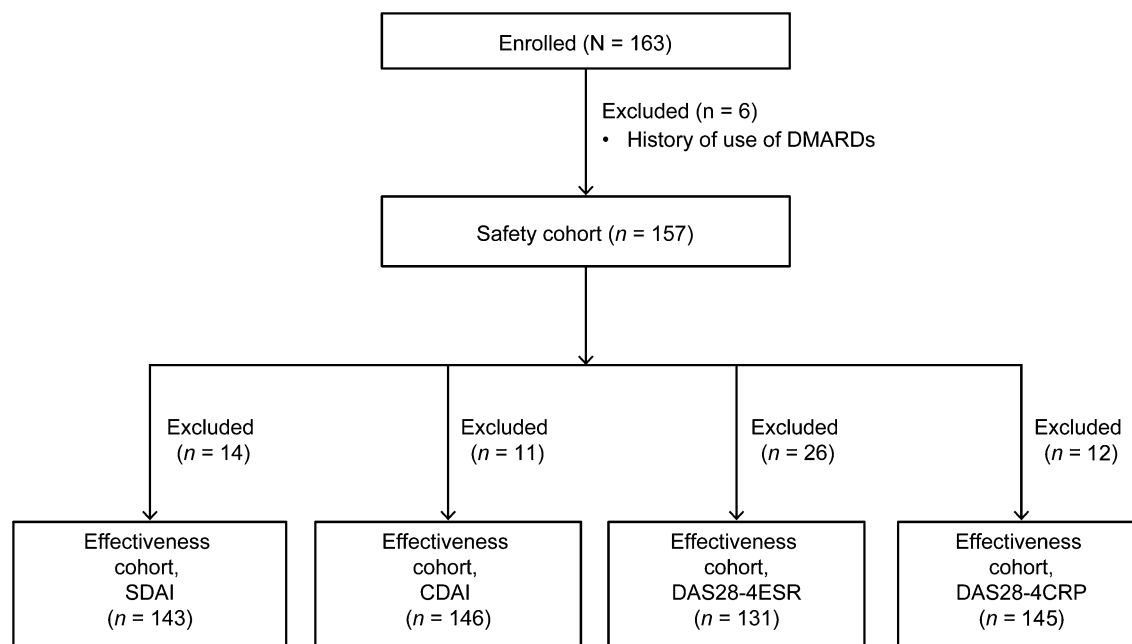 Enrolled (N = 163)
Excluded (n = 6)
• History of use of DMARDs
Safety cohort (n = 157)
Excluded
(n = 14)
Excluded
(n = 11)
Excluded
(n = 26)
Excluded
(n = 12)
Effectiveness
cohort,
SDAI
(n = 143)
Effectiveness
cohort,
CDAI
(n = 146)
Effectiveness
cohort,
DAS28-4ESR
(n = 131)
Effectiveness
cohort,
DAS28-4CRP
(n = 145)